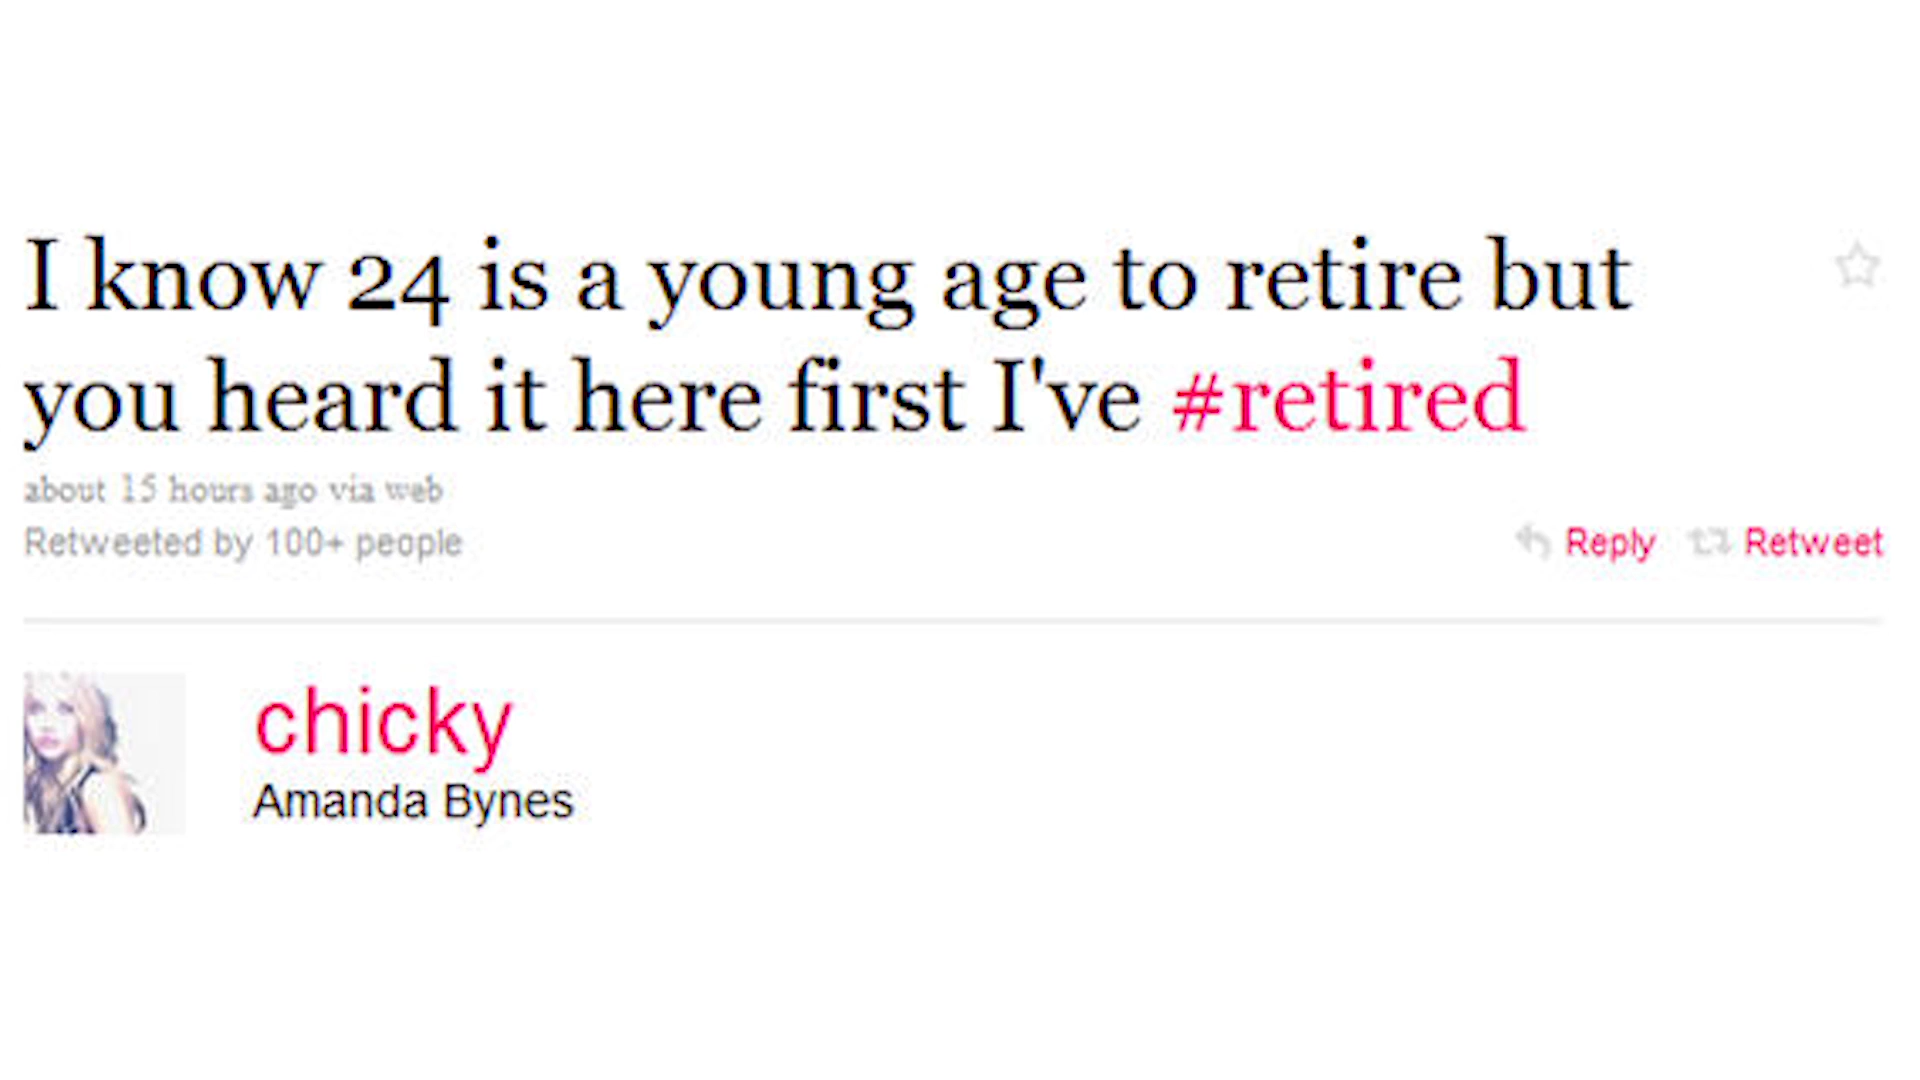 I know 24 is a young age to retire but
you heard it here first I've #retired
about 15 hours ago via web
Retweeted by 100+ people
Reply Retweet
chicky
Amanda Bynes